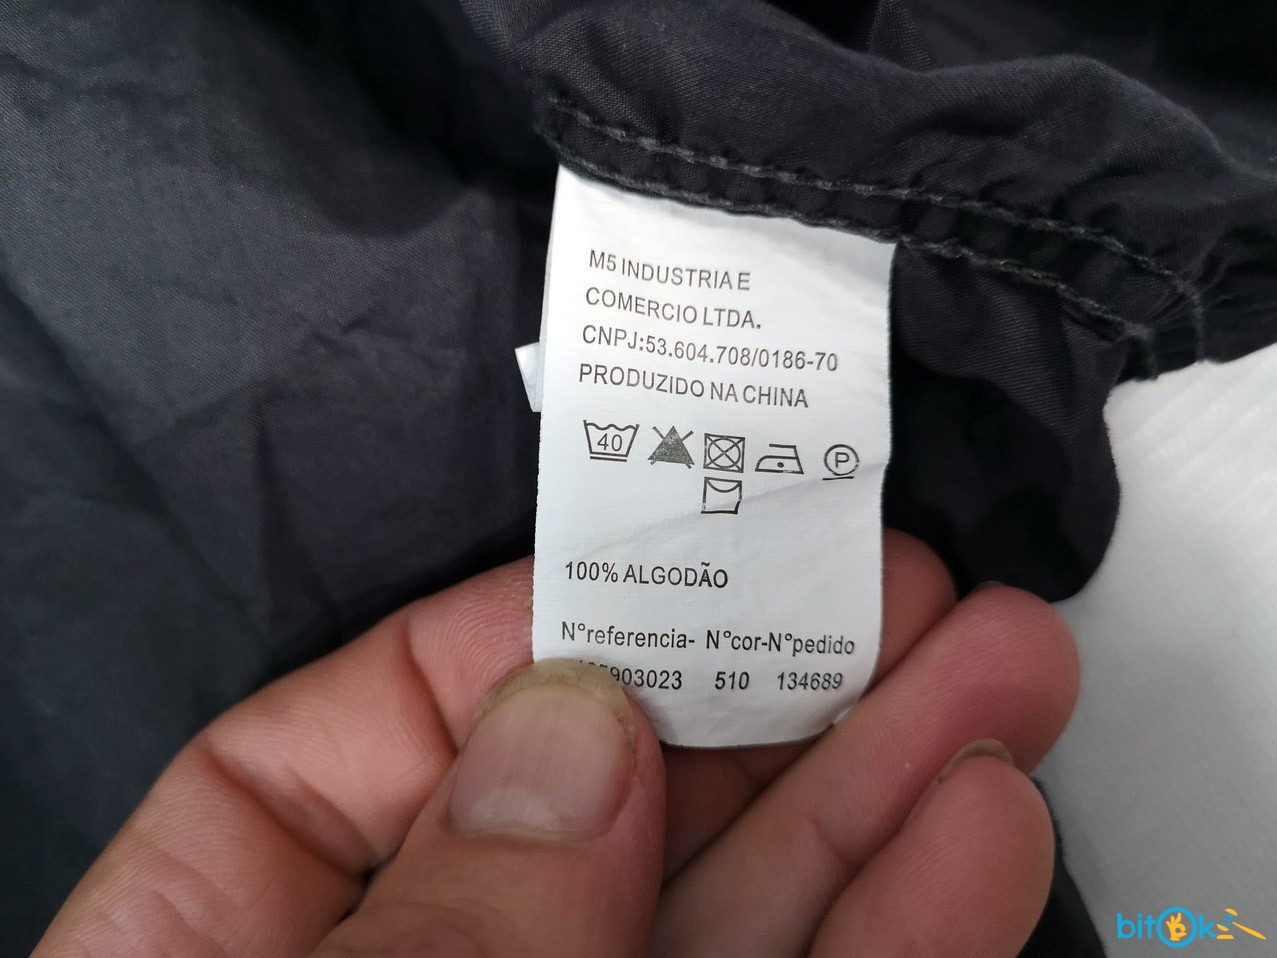 M5 INDUSTRIA E
COMERCIO LTDA.
CNPJ:53.604.708/0186-70
PRODUZIDO NA CHINA
40
P
100% ALGODÃO
N°referencia- N°cor-N°pedido
510 134689
bitOk